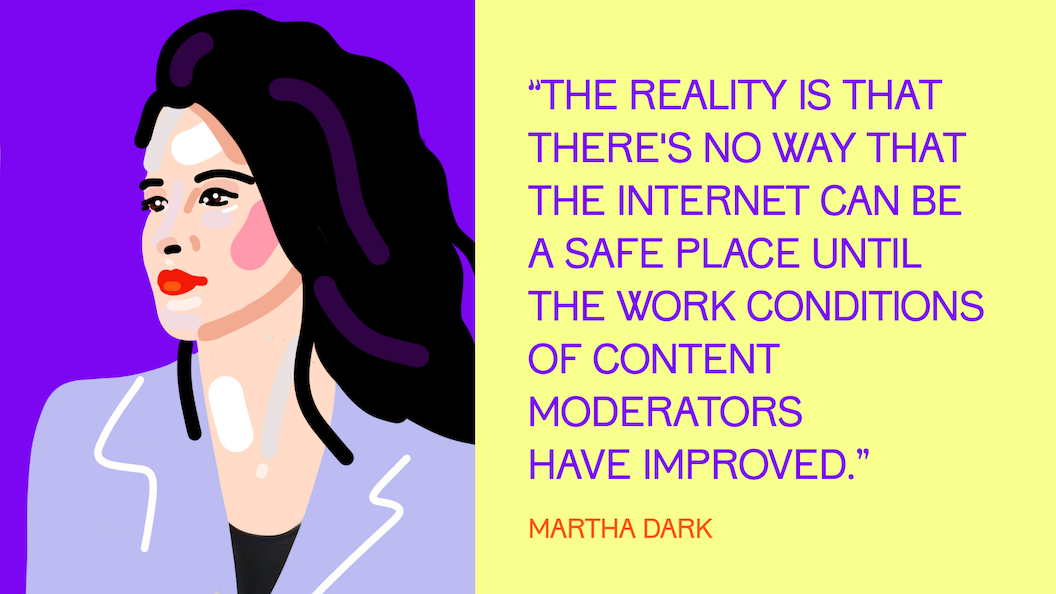 “THE REALITY IS THAT
THERE'S NO WAY THAT
THE INTERNET CAN BE
A SAFE PLACE UNTIL
THE WORK CONDITIONS
OF CONTENT
MODERATORS
HAVE IMPROVED.”
MARTHA DARK